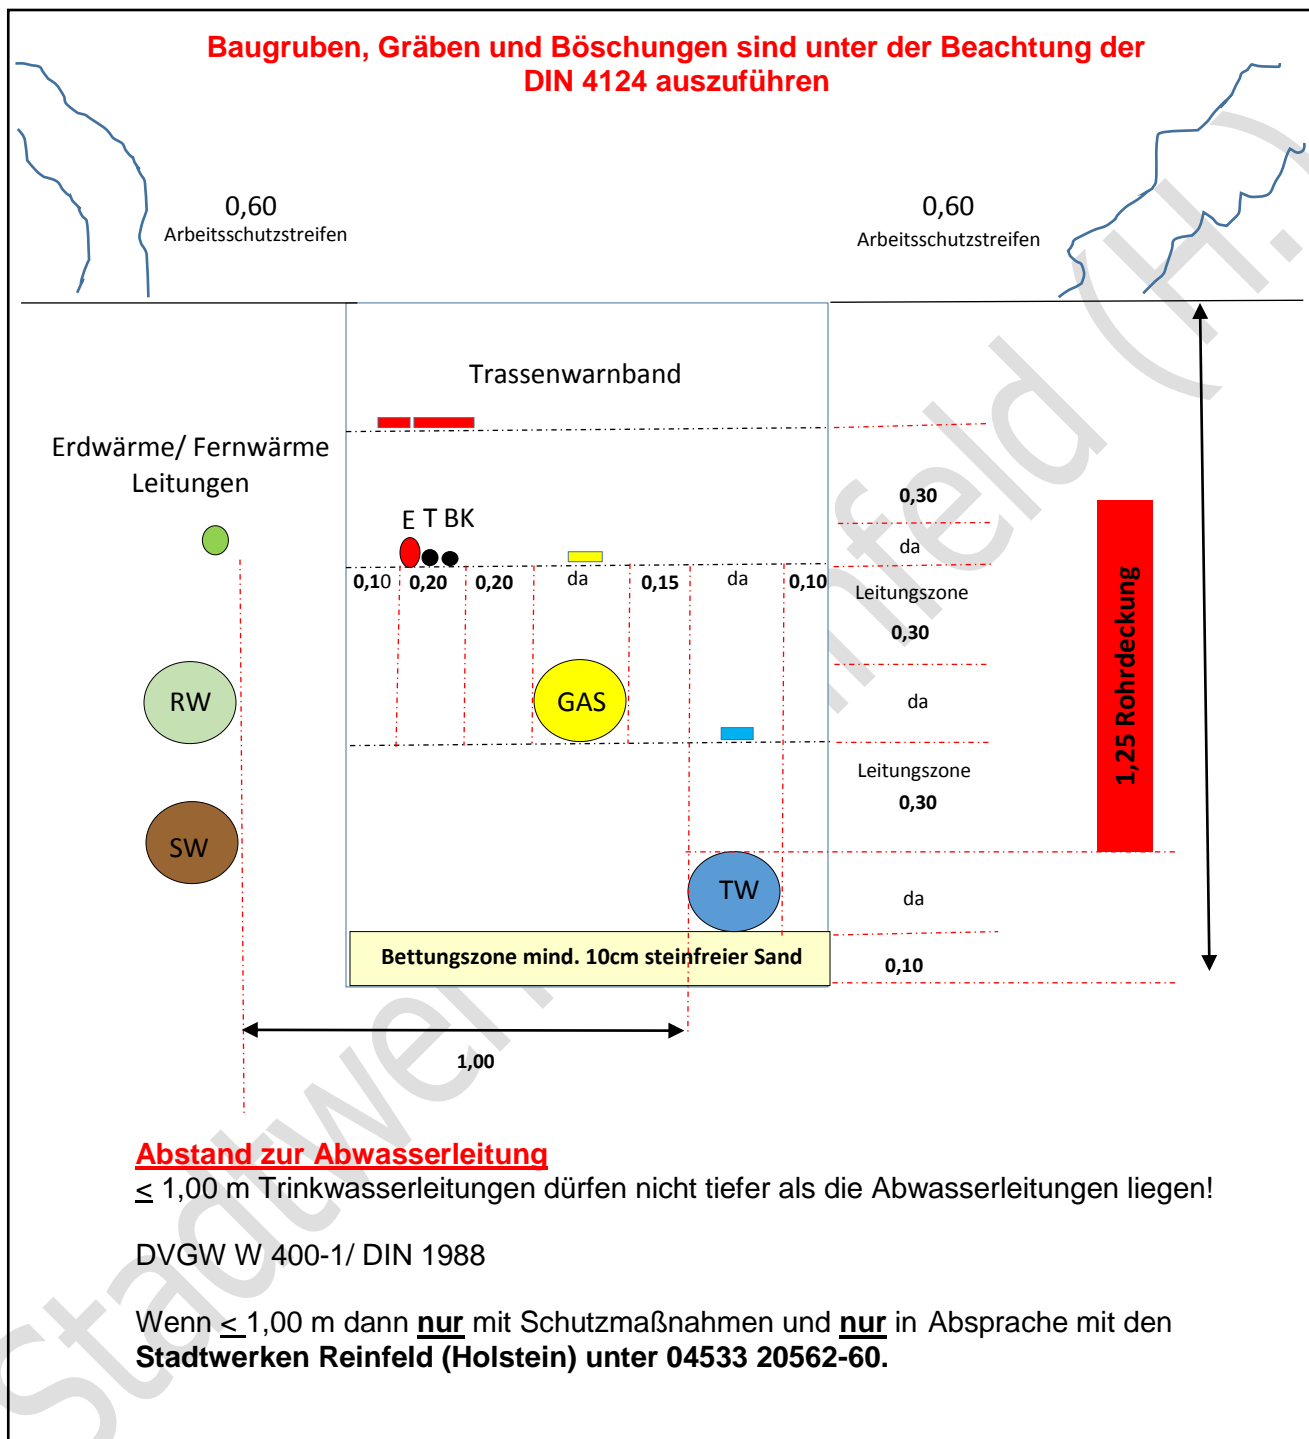 Baugruben, Gräben und Böschungen sind unter der Beachtung der
DIN 4124 auszuführen
0,60
Arbeitsschutzstreifen
0,60
Arbeitsschutzstreifen
Trassenwarnband
Erdwärme/ Fernwärme
Leitungen
E T BK
0,30
da
0,10 0,20 0,20 da 0,15 da 0,10
Leitungszone
0,30
RW
GAS
da
1,25 Rohrdeckung
Leitungszone
0,30
SW
TW
da
Bettungszone mind. 10cm steinfreier Sand
0,10
1,00
Abstand zur Abwasserleitung
< 1,00 m Trinkwasserleitungen dürfen nicht tiefer als die Abwasserleitungen liegen!
DVGW W 400-1/ DIN 1988
Wenn < 1,00 m dann nur mit Schutzmaßnahmen und nur in Absprache mit den
Stadtwerken Reinfeld (Holstein) unter 04533 20562-60.